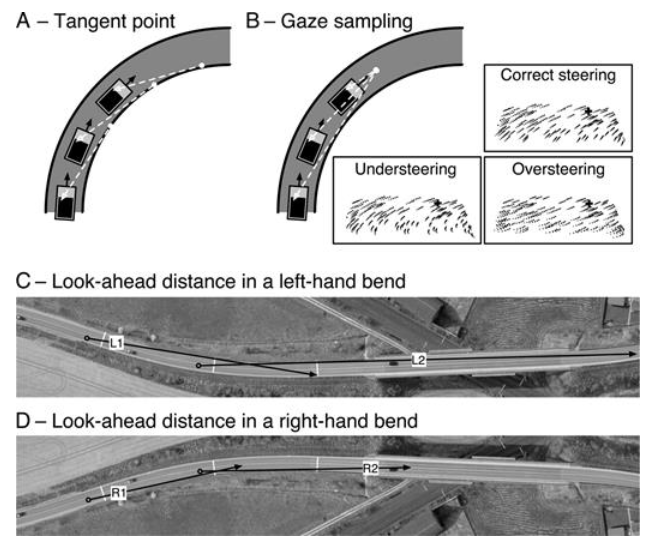 A – Tangent point
B – Gaze sampling
Correct steering
Understeering
Oversteering
C – Look-ahead distance in a left-hand bend
L1
L2
D – Look-ahead distance in a right-hand bend
R1
R2